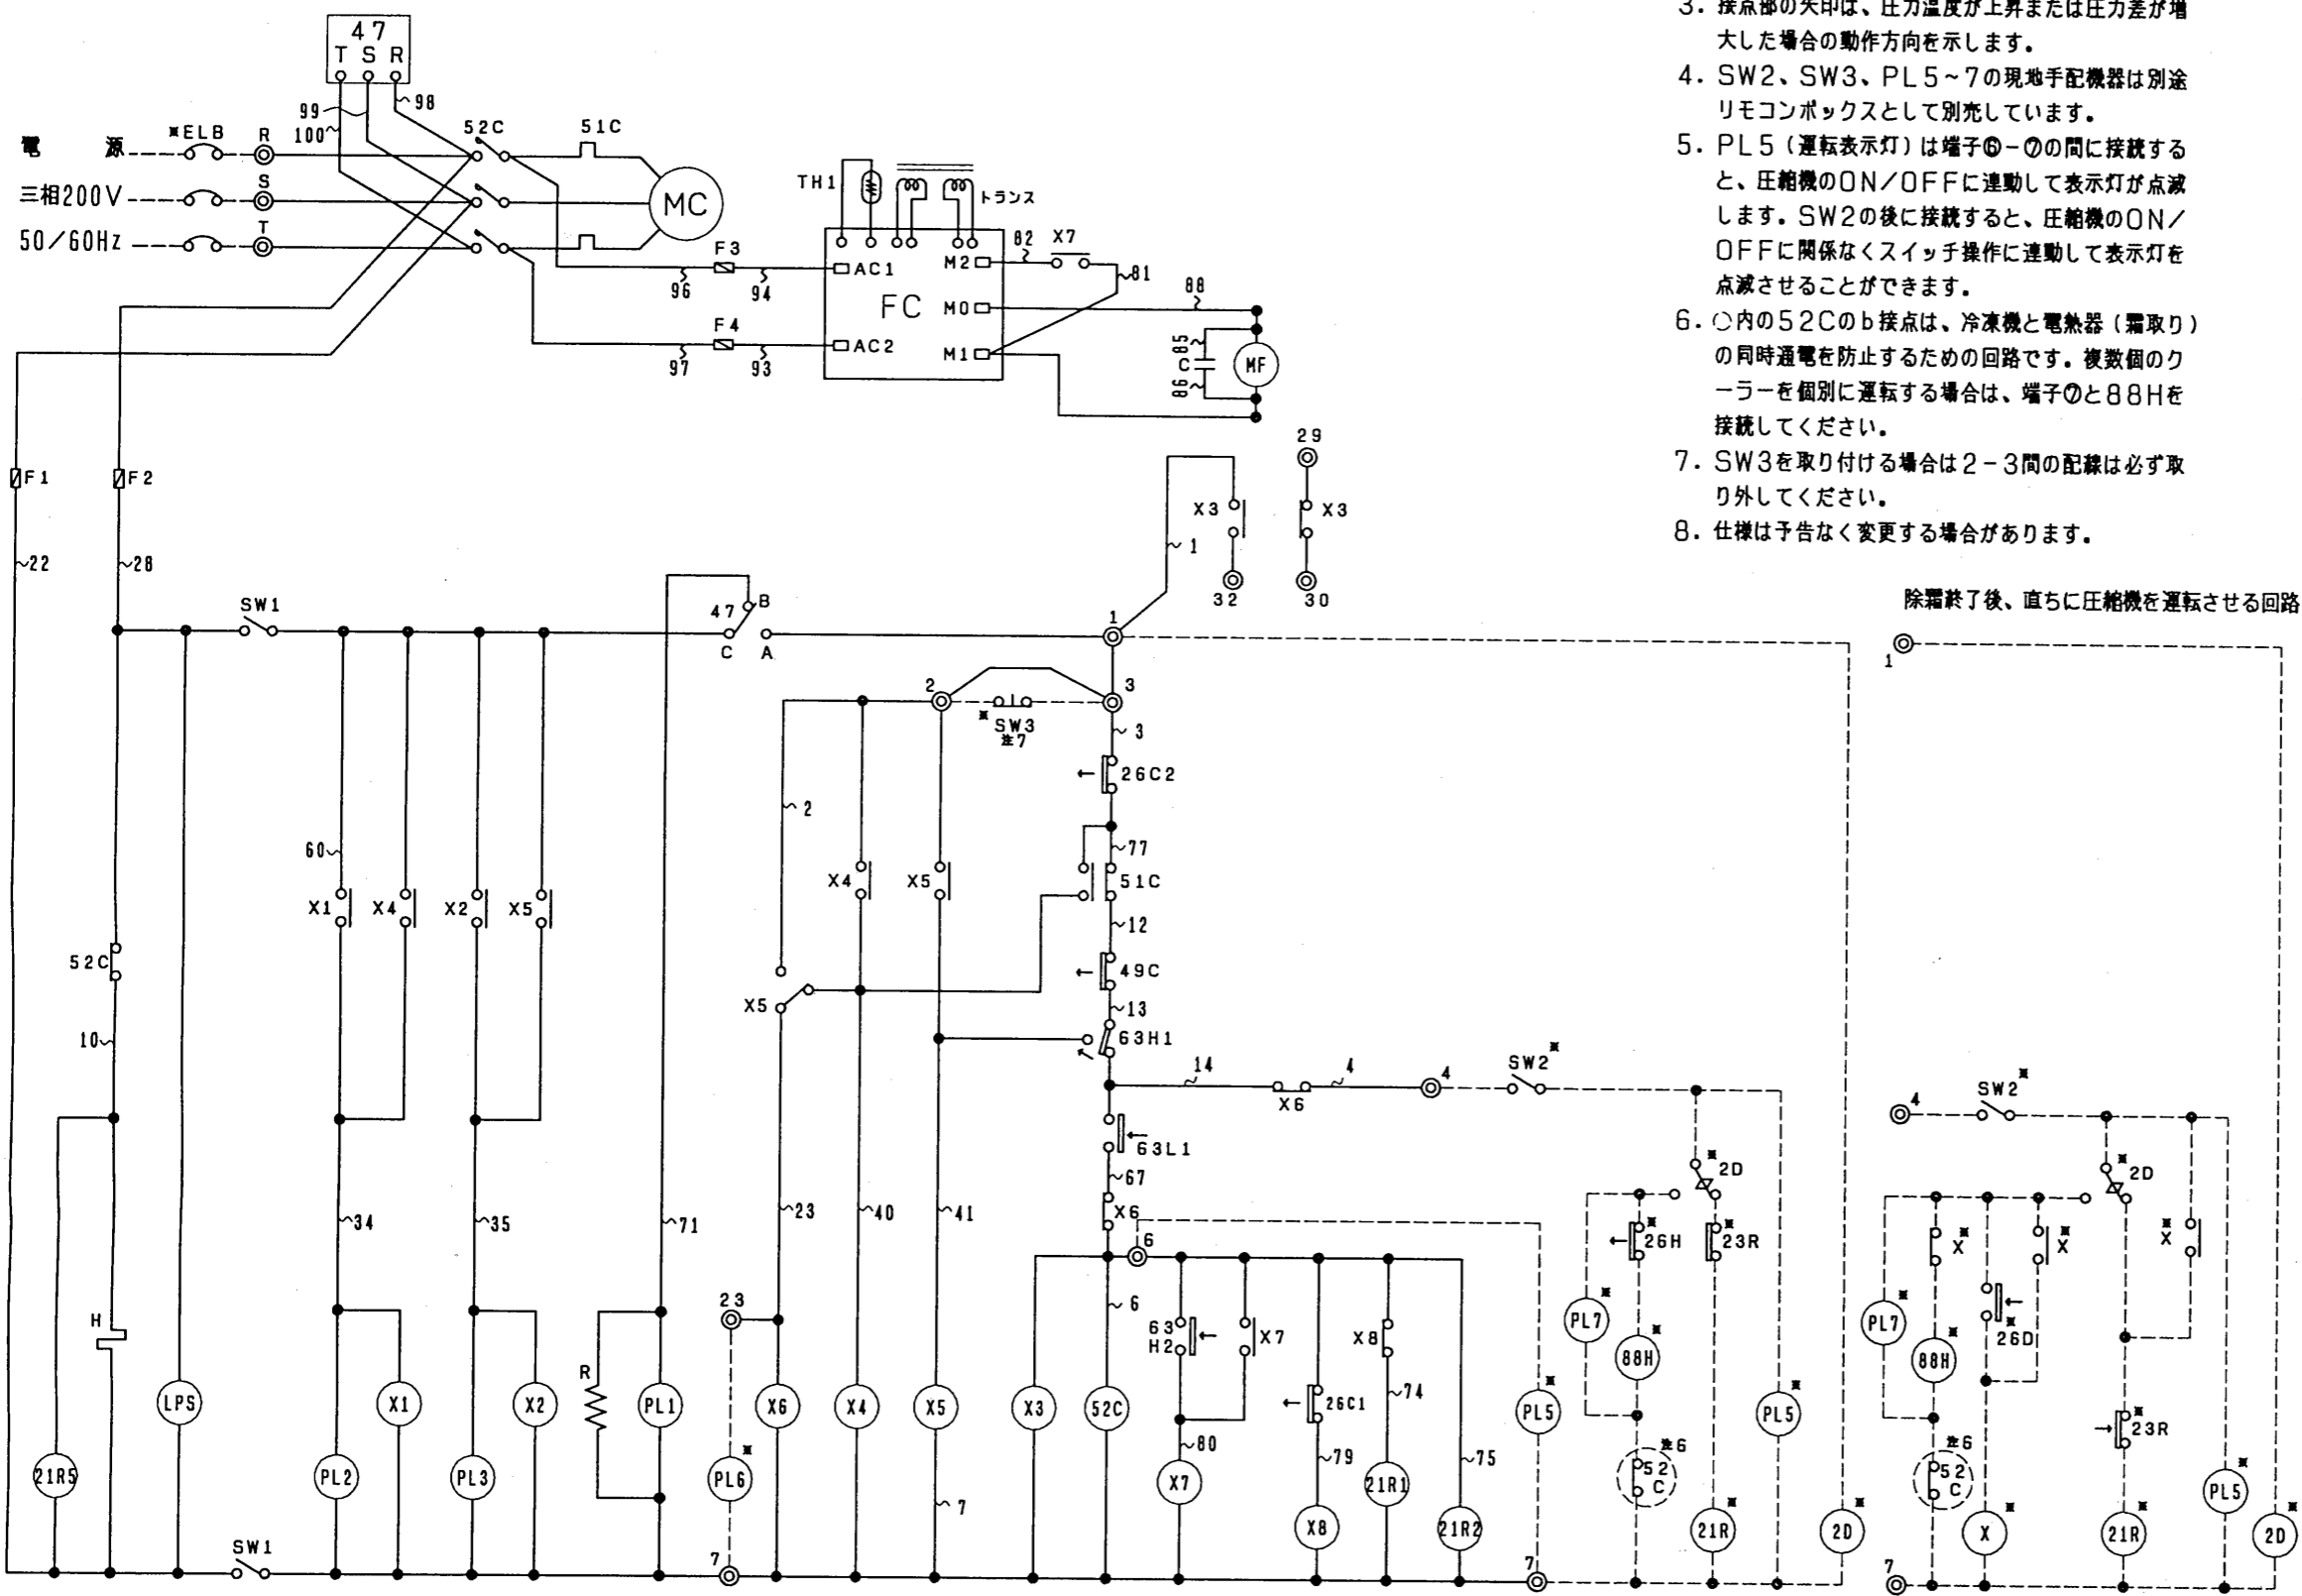 3. 接点部の矢印は、圧力温度が上昇または圧力差が増
大した場合の動作方向を示します。
4. SW2、SW3、PL5~7の現地手配機器は別途
リモコンボックスとして別売しています。
5. PL5(運転表示灯)は端子⑥-⑦の間に接続する
と、圧縮機のON/OFFに連動して表示灯が点滅
します。SW2の後に接続すると、圧縮機のON/
OFFに関係なくスイッチ操作に連動して表示灯を
点滅させることができます。
6. ○内の52Cのb接点は、冷凍機と電熱器(霜取り)
の同時通電を防止するための回路です。複数個のク
ーラーを個別に運転する場合は、端子⑦と88Hを
接続してください。
7. SW3を取り付ける場合は2-3間の配線は必ず取
り外してください。
8. 仕様は予告なく変更する場合があります。
除霜終了後、直ちに圧縮機を運転させる回路
47
T S R
99
98
100
電 源
※ELB
R
52C
51C
三相200V
S
MC
50/60Hz
T
TH1
トランス
F3
96
94
AC1
M2
82
X7
81
FC
M0
88
F4
97
93
AC2
M1
85
C
86
MF
F1
F2
22
28
29
X3
X3
1
32
30
SW1
47
B
C
A
1
1
2
3
※
SW3
注7
3
26C2
2
77
60
X1
X4
X2
X5
X4
X5
51C
12
52C
49C
X5
13
10
63H1
14
X6
4
4
SW2※
4
SW2※
63L1
67
※2D
※2D
34
35
71
23
40
41
X6
6
※26H
※23R
※X
※X
※X
6
H
23
63
H2
X7
X8
PL7※
88H※
PL7※
88H※
※26D
R
LPS
X1
X2
PL1
X6
X4
X5
X3
52C
26C1
74
PL5※
PL5※
※23R
21R5
PL2
PL3
PL6※
80
79
75
注6
52
C
注6
52
C
X7
21R1
PL5※
7
X8
21R2
21R※
2D※
X※
21R※
2D※
SW1
7
7
7